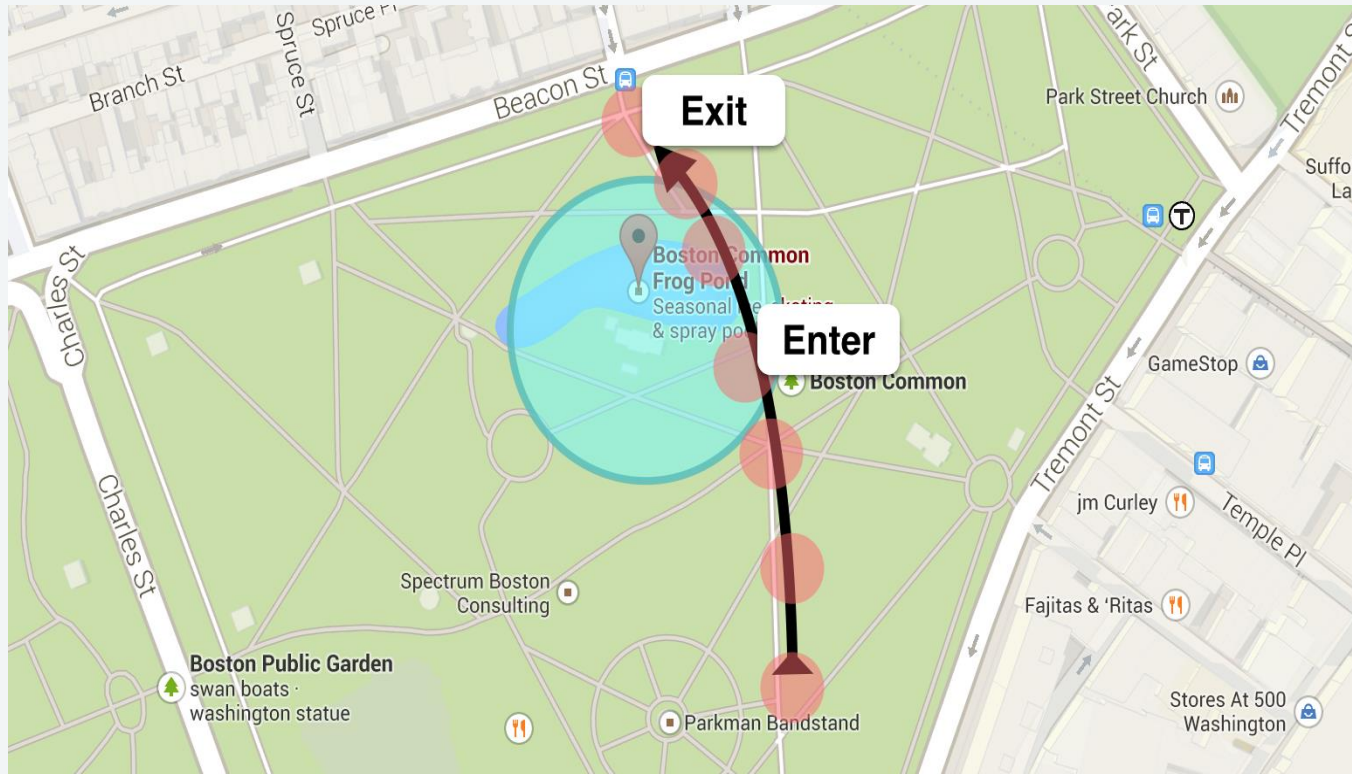 Spruce Pl
Branch St
Spruce St
Beacon St
Exit
Park St
Park Street Church
Tremont St
Suffo
La
T
Charles St
Boston Common
Frog Pond
Seasonal
& spray
Enter
Boston Common
GameStop
Tremont St
jm Curley
Temple Pl
Charles St
Spectrum Boston
Consulting
Fajitas & ‘Ritas
Boston Public Garden
swan boats ·
washington statue
Parkman Bandstand
Stores At 500
Washington